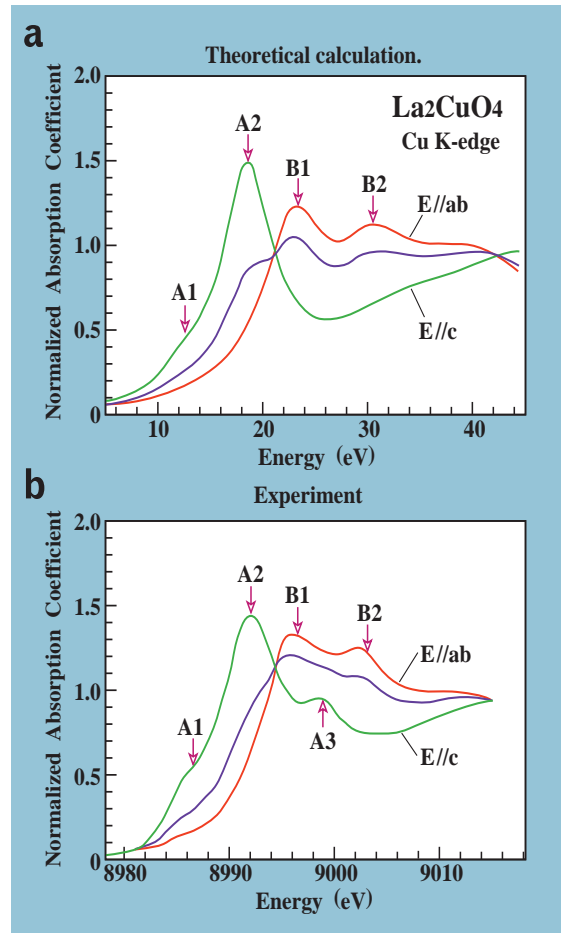 a
Theoretical calculation.
Normalized Absorption Coefficient
2.0
1.5
1.0
0.5
0
La2CuO4
Cu K-edge
A2
B1
B2
E//ab
A1
E//c
10
20
30
40
Energy (eV)
b
Experiment
Normalized Absorption Coefficient
2.0
1.5
1.0
0.5
0
A2
B1
B2
E//ab
A1
A3
E//c
8980
8990
9000
9010
Energy (eV)